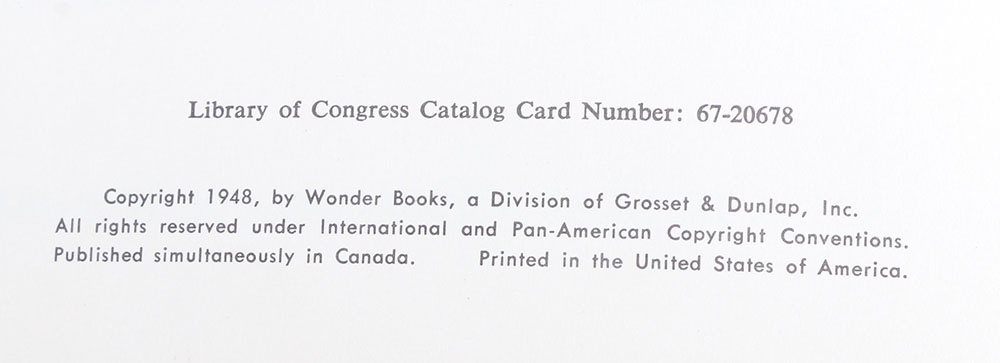 Library of Congress Catalog Card Number: 67-20678
Copyright 1948, by Wonder Books, a Division of Grosset & Dunlap, Inc.
All rights reserved under International and Pan-American Copyright Conventions.
Published simultaneously in Canada. Printed in the United States of America.